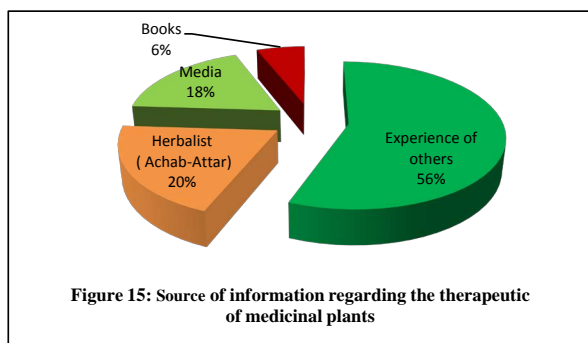 Books
6%
Media
18%
Herbalist
( Achab-Attar)
20%
Experience of
others
56%
Figure 15: Source of information regarding the therapeutic
of medicinal plants